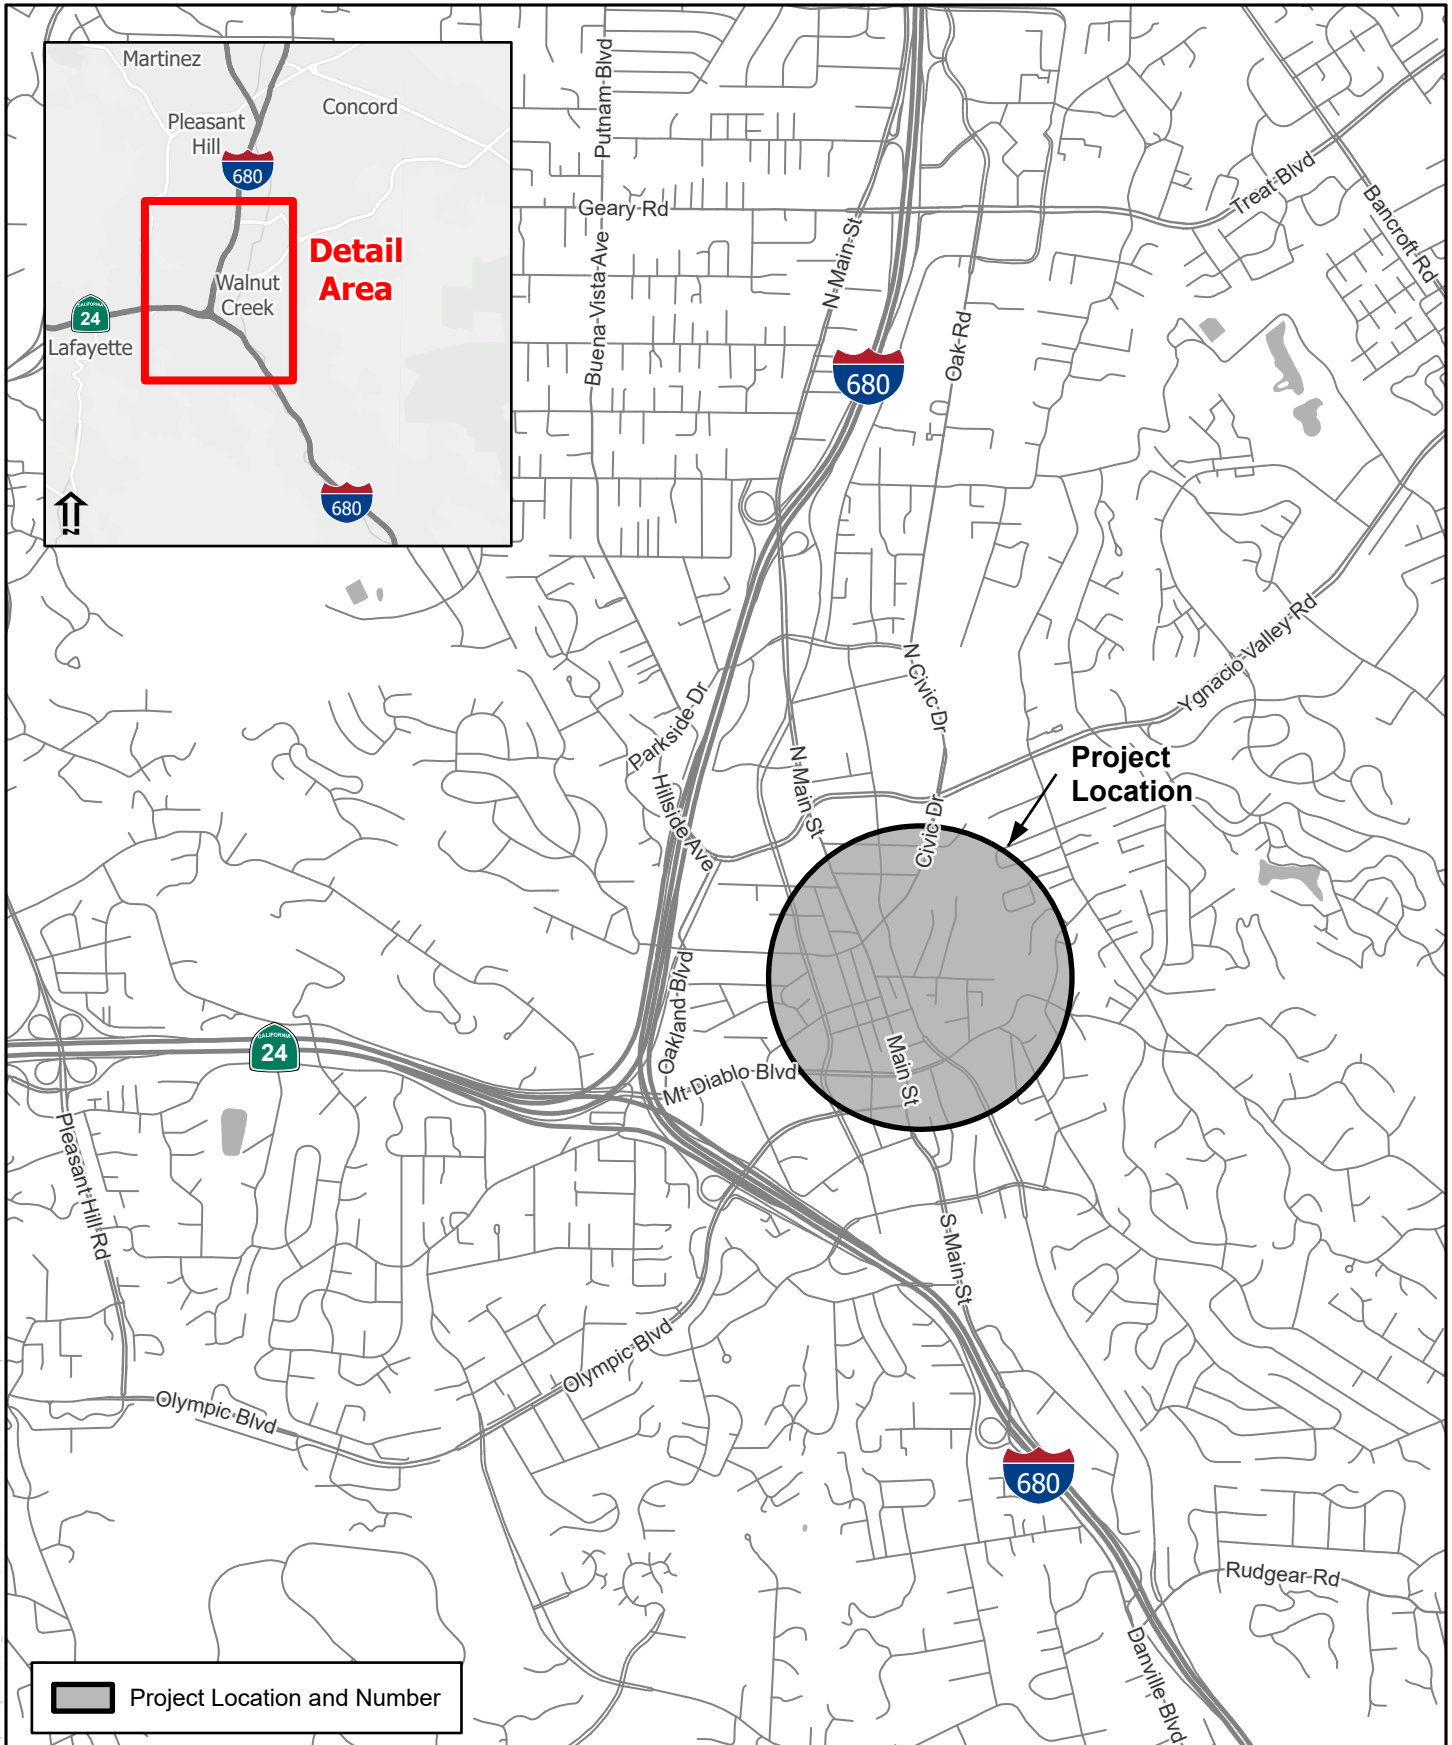 Martinez
Concord
Pleasant
Hill
680
Detail
Area
Walnut
Creek
CALIFORNIA
24
Lafayette
680
N
Putnam Blvd
Geary Rd
Treat Blvd
Bancroft Rd
N Main St
Buena Vista Ave
Oak Rd
680
Ygnacio Valley Rd
N Civic Dr
Parkside Dr
N Main St
Hillside Ave
Project
Location
Civic Dr
Oakland Blvd
CALIFORNIA
24
Main St
Mt Diablo Blvd
Pleasant Hill Rd
S Main St
Olympic Blvd
Olympic Blvd
680
Rudgear Rd
Danville Blvd
Project Location and Number